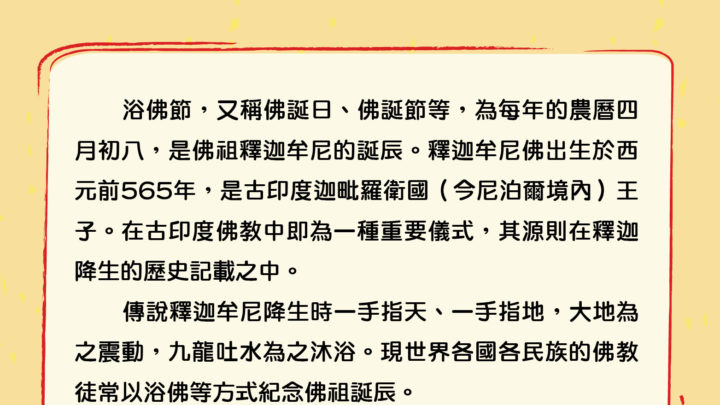 浴佛節，又稱佛誕日、佛誕節等，為每年的農曆四
月初八，是佛祖釋迦牟尼的誕辰。釋迦牟尼佛出生於西
元前565年，是古印度迦毗羅衛國（今尼泊爾境內）王
子。在古印度佛教中即為一種重要儀式，其源則在釋迦
降生的歷史記載之中。
傳說釋迦牟尼降生時一手指天、一手指地，大地為
之震動，九龍吐水為之沐浴。現世界各國各民族的佛教
徒常以浴佛等方式紀念佛祖誕辰。